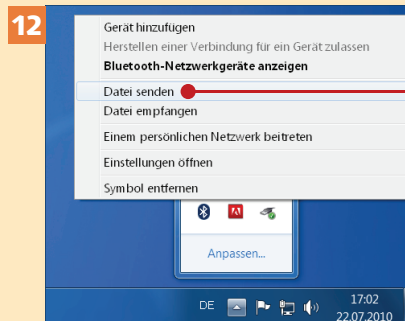 12
Gerät hinzufügen
Herstellen einer Verbindung für ein Gerät zulassen
Bluetooth-Netzwerkgeräte anzeigen
Datei senden
Datei empfangen
Einem persönlichen Netzwerk beitreten
Einstellungen öffnen
Symbol entfernen
Anpassen...
DE
17:02
22.07.2010